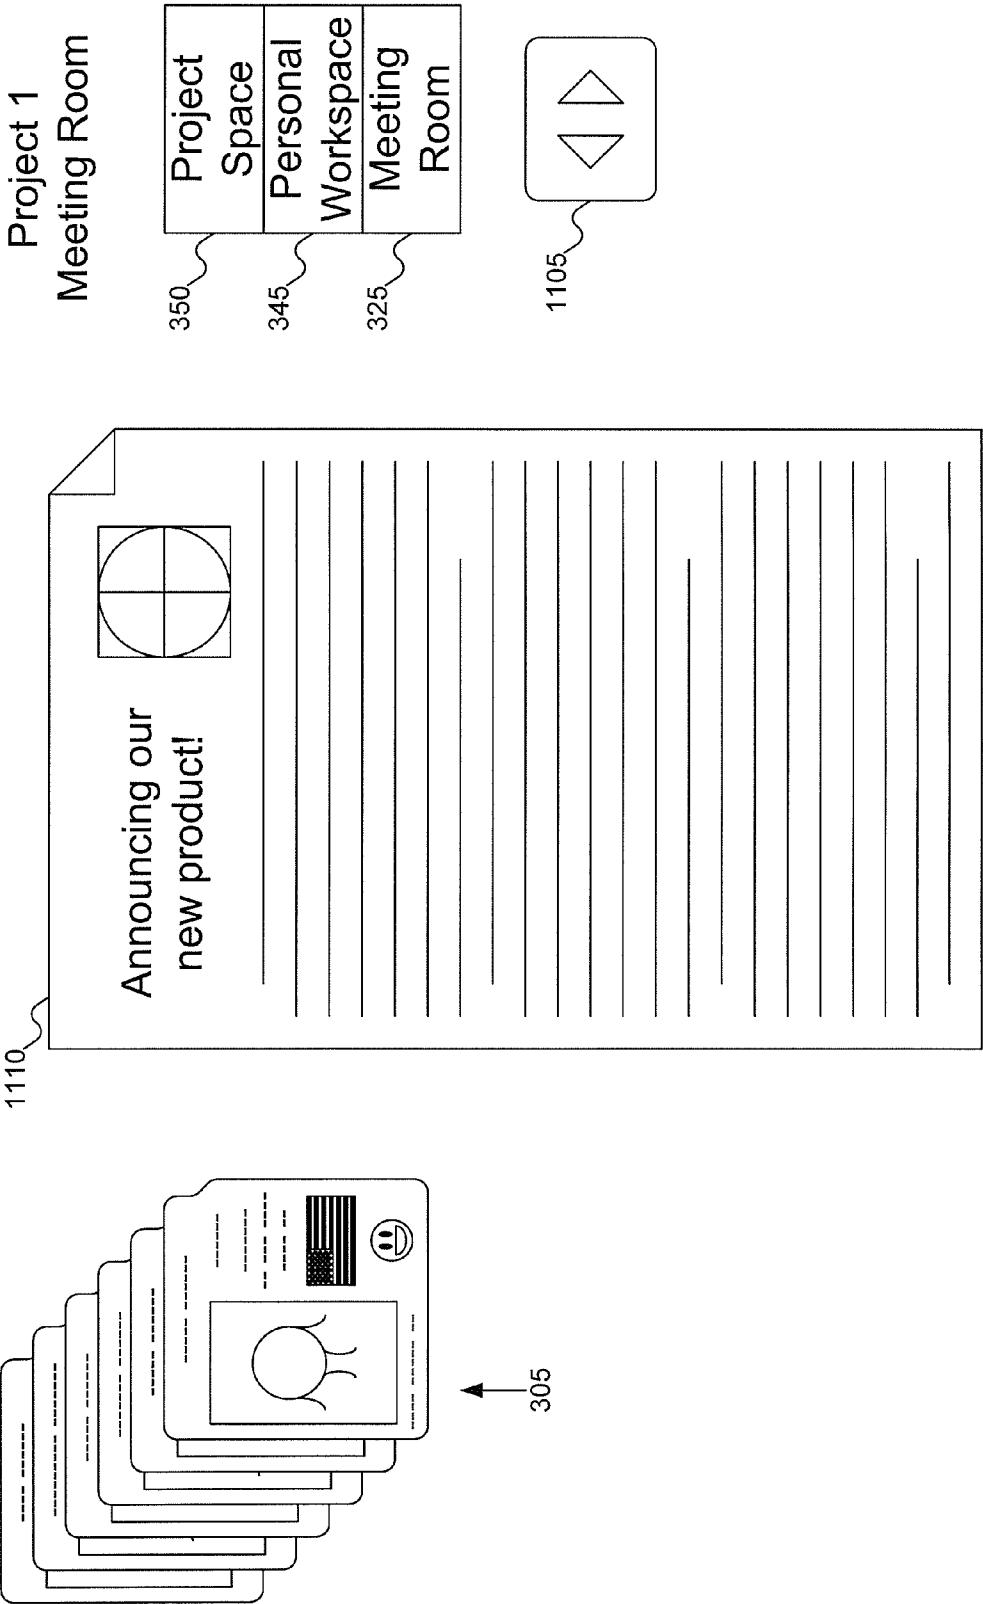 Project 1
Meeting Room
350
Project
Space
345
Personal
Workspace
325
Meeting
Room
1105
1110
Announcing our
new product!
305